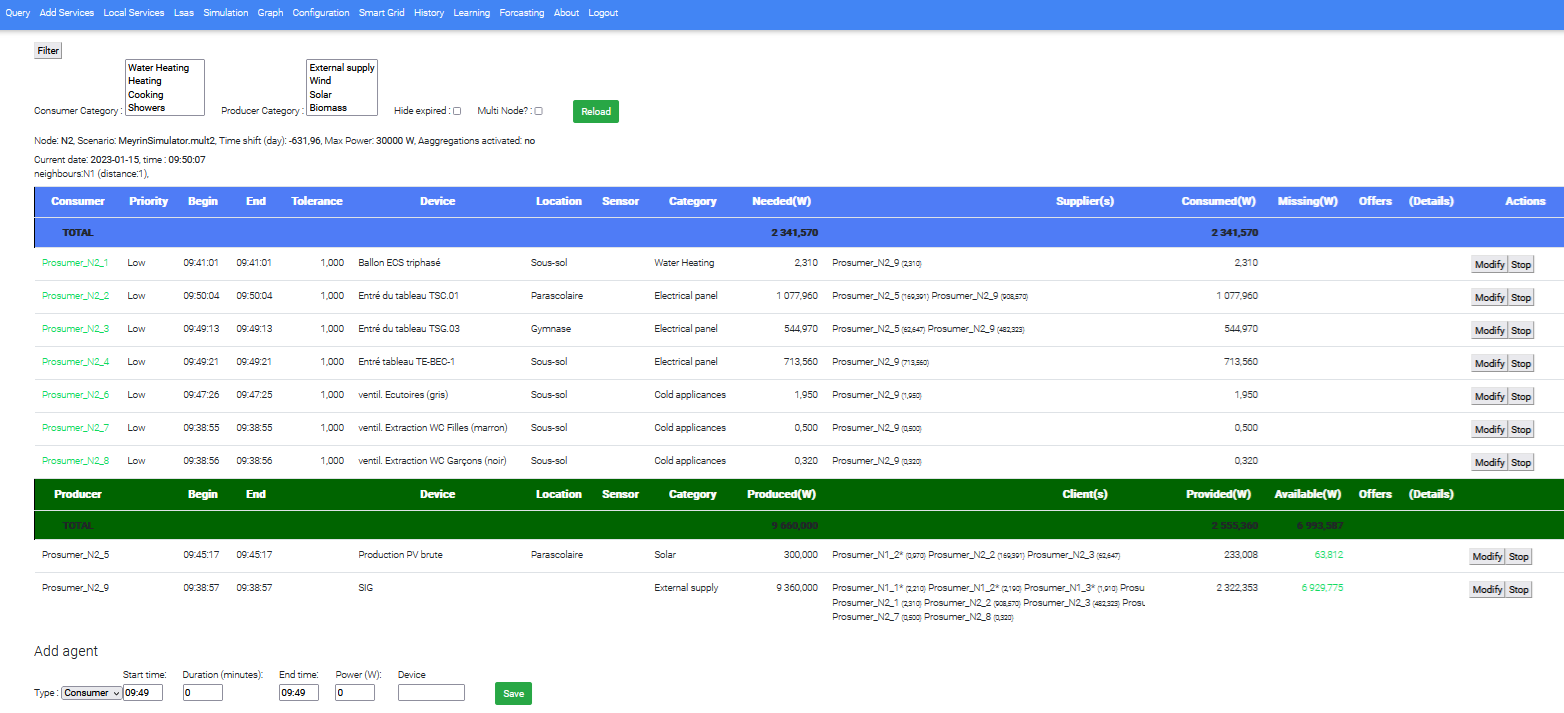 Query Add Services Local Services Lsas Simulation Graph Configuration Smart Grid History Learning Forcasting About Logout
Filter
Water Heating
Heating
Cooking
Showers
External supply
Wind
Solar
Biomass
Consumer Category : Producer Category : Hide expired : Multi Node? : Reload
Node: N2, Scenario: MeyrinSimulator.mult2, Time shift (day): -631,96, Max Power: 30000 W, Aaggregations activated: no
Current date: 2023-01-15, time : 09:50:07
neighbours:N1 (distance:1),
Consumer Priority Begin End Tolerance Device Location Sensor Category Needed(W) Supplier(s) Consumed(W) Missing(W) Offers (Details) Actions
TOTAL 2 341,570 2 341,570
Prosumer_N2_1 Low 09:41:01 09:41:01 1,000 Ballon ECS triphasé Sous-sol Water Heating 2,310 Prosumer_N2_9 (2,310) 2,310 Modify Stop
Prosumer_N2_2 Low 09:50:04 09:50:04 1,000 Entré du tableau TSC.01 Parascolaire Electrical panel 1 077,960 Prosumer_N2_5 (169,391) Prosumer_N2_9 (908,570) 1 077,960 Modify Stop
Prosumer_N2_3 Low 09:49:13 09:49:13 1,000 Entré du tableau TSG.03 Gymnase Electrical panel 544,970 Prosumer_N2_5 (62,647) Prosumer_N2_9 (482,323) 544,970 Modify Stop
Prosumer_N2_4 Low 09:49:21 09:49:21 1,000 Entré tableau TE-BEC-1 Sous-sol Electrical panel 713,560 Prosumer_N2_9 (713,560) 713,560 Modify Stop
Prosumer_N2_6 Low 09:47:26 09:47:25 1,000 ventil. Ecutoires (gris) Sous-sol Cold applicances 1,950 Prosumer_N2_9 (1,950) 1,950 Modify Stop
Prosumer_N2_7 Low 09:38:55 09:38:55 1,000 ventil. Extraction WC Filles (marron) Sous-sol Cold applicances 0,500 Prosumer_N2_9 (0,500) 0,500 Modify Stop
Prosumer_N2_8 Low 09:38:56 09:38:56 1,000 ventil. Extraction WC Garçons (noir) Sous-sol Cold applicances 0,320 Prosumer_N2_9 (0,320) 0,320 Modify Stop
Producer Begin End Device Location Sensor Category Produced(W) Client(s) Provided(W) Available(W) Offers (Details)
TOTAL 9 660,000 2 555,360 6 993,587
Prosumer_N2_5 09:45:17 09:45:17 Production PV brute Parascolaire Solar 300,000 Prosumer_N1_2* (0,970) Prosumer_N2_2 (169,391) Prosumer_N2_3 (62,647) 233,008 63,812 Modify Stop
Prosumer_N2_9 09:38:57 09:38:57 SIG External supply 9 360,000 Prosumer_N1_1* (2,210) Prosumer_N1_2* (2,190) Prosumer_N1_3* (1,910) Prosu 2 322,353 6 929,775 Modify Stop
Prosumer_N2_1 (2,310) Prosumer_N2_2 (908,570) Prosumer_N2_3 (482,323) Prosu
Prosumer_N2_7 (0,500) Prosumer_N2_8 (0,320)
Add agent
Start time: Duration (minutes): End time: Power (W): Device
Type : Consumer 09:49 0 09:49 0 Save